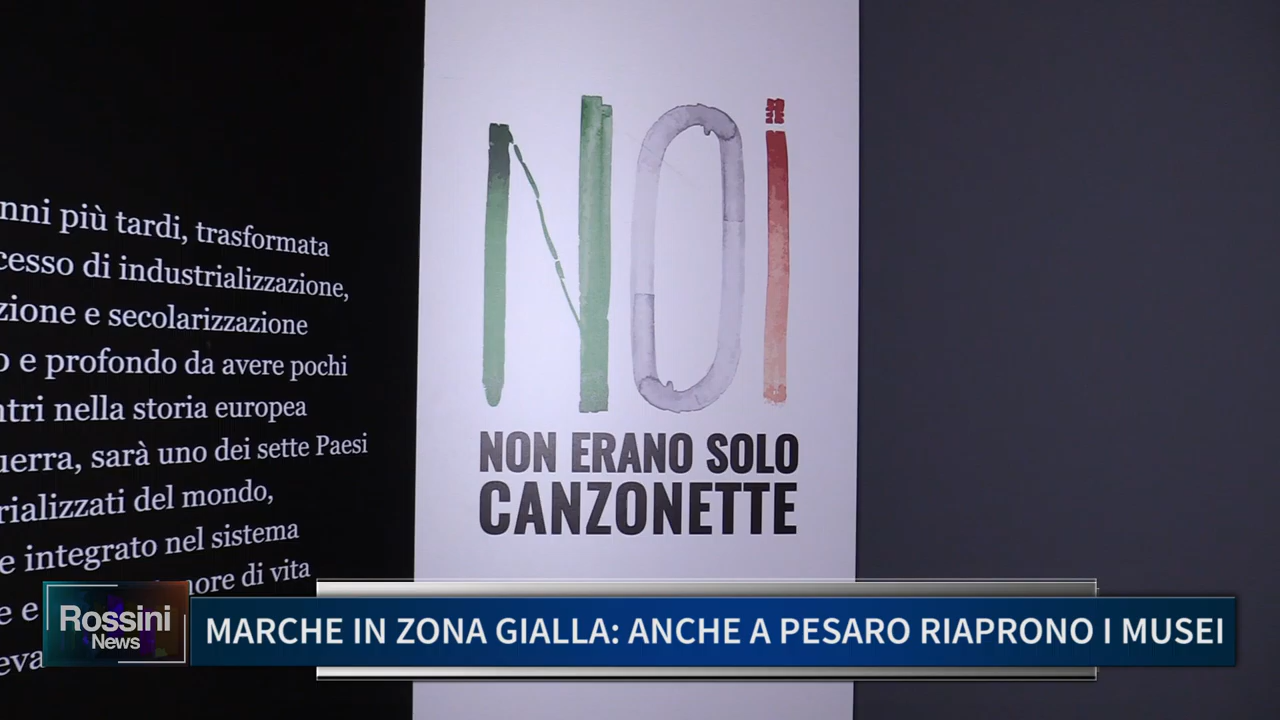 nni più tardi, trasformata
cesso di industrializzazione,
zione e secolarizzazione
o e profondo da avere pochi
ntri nella storia europea
uerra, sarà uno dei sette Paesi
rializzati del mondo,
e integrato nel sistema
nore di vita
e e
eva
NOI
NON ERANO SOLO
CANZONETTE
Rossini
News
MARCHE IN ZONA GIALLA: ANCHE A PESARO RIAPRONO I MUSEI